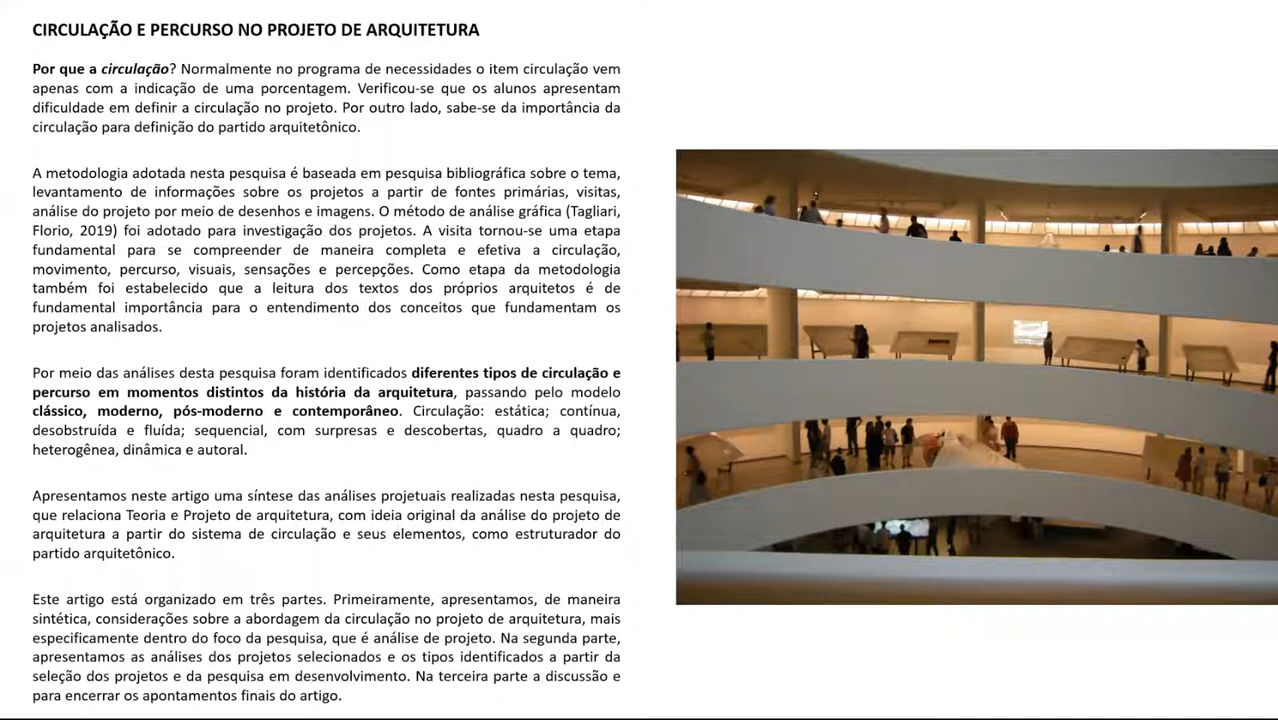 CIRCULAÇÃO E PERCURSO NO PROJETO DE ARQUITETURA
Por que a circulação? Normalmente no programa de necessidades o item circulação vem
apenas com a indicação de uma porcentagem. Verificou-se que os alunos apresentam
dificuldade em definir a circulação no projeto. Por outro lado, sabe-se da importância da
circulação para definição do partido arquitetônico.
A metodologia adotada nesta pesquisa é baseada em pesquisa bibliográfica sobre o tema,
levantamento de informações sobre os projetos a partir de fontes primárias, visitas,
análise do projeto por meio de desenhos e imagens. O método de análise gráfica (Tagliari,
Florio, 2019) foi adotado para investigação dos projetos. A visita tornou-se uma etapa
fundamental para se compreender de maneira completa e efetiva a circulação,
movimento, percurso, visuais, sensações e percepções. Como etapa da metodologia
também foi estabelecido que a leitura dos textos dos próprios arquitetos é de
fundamental importância para o entendimento dos conceitos que fundamentam os
projetos analisados.
Por meio das análises desta pesquisa foram identificados diferentes tipos de circulação e
percurso em momentos distintos da história da arquitetura, passando pelo modelo
clássico, moderno, pós-moderno e contemporâneo. Circulação: estática; contínua,
desobstruída e fluída; sequencial, com surpresas e descobertas, quadro a quadro;
heterogênea, dinâmica e autoral.
Apresentamos neste artigo uma síntese das análises projetuais realizadas nesta pesquisa,
que relaciona Teoria e Projeto de arquitetura, com ideia original da análise do projeto de
arquitetura a partir do sistema de circulação e seus elementos, como estruturador do
partido arquitetônico.
Este artigo está organizado em três partes. Primeiramente, apresentamos, de maneira
sintética, considerações sobre a abordagem da circulação no projeto de arquitetura, mais
especificamente dentro do foco da pesquisa, que é análise de projeto. Na segunda parte,
apresentamos as análises dos projetos selecionados e os tipos identificados a partir da
seleção dos projetos e da pesquisa em desenvolvimento. Na terceira parte a discussão e
para encerrar os apontamentos finais do artigo.